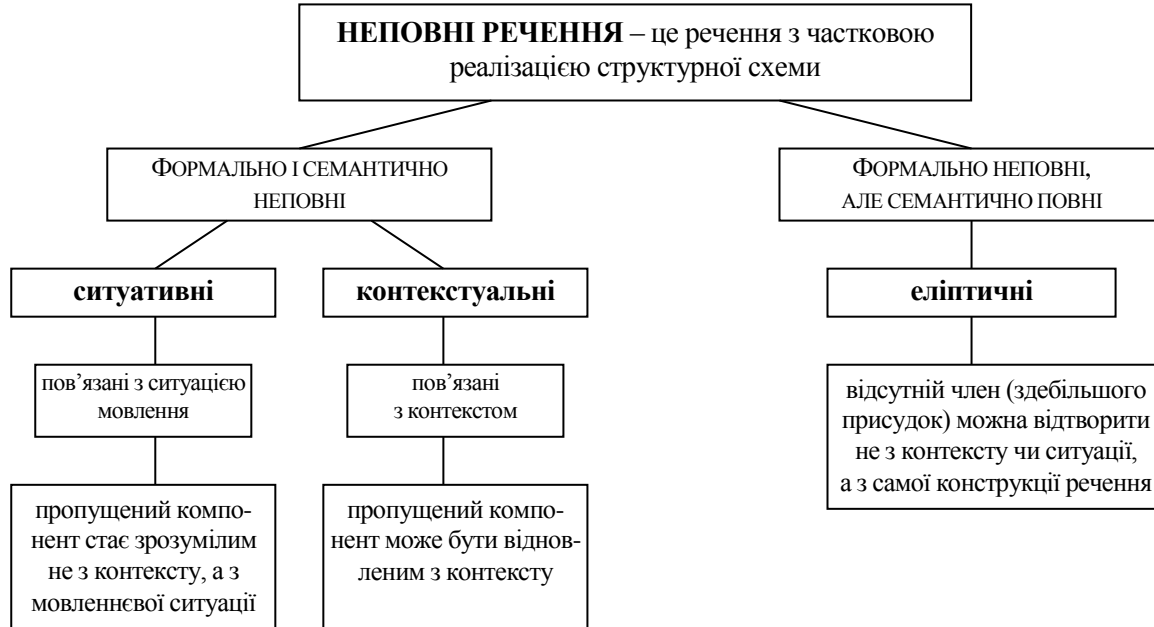 НЕПОВНІ РЕЧЕННЯ – це речення з частковою
реалізацією структурної схеми
ФОРМАЛЬНО І СЕМАНТИЧНО
НЕПОВНІ
ФОРМАЛЬНО НЕПОВНІ,
АЛЕ СЕМАНТИЧНО ПОВНІ
ситуативні
контекстуальні
еліптичні
пов’язані з ситуацією
мовлення
пов’язані
з контекстом
відсутній член (здебільшого
присудок) можна відтворити
не з контексту чи ситуації,
а з самої конструкції речення
пропущений компо-
нент стає зрозумілим
не з контексту, а з
мовленнєвої ситуації
пропущений компо-
нент може бути віднов-
леним з контексту